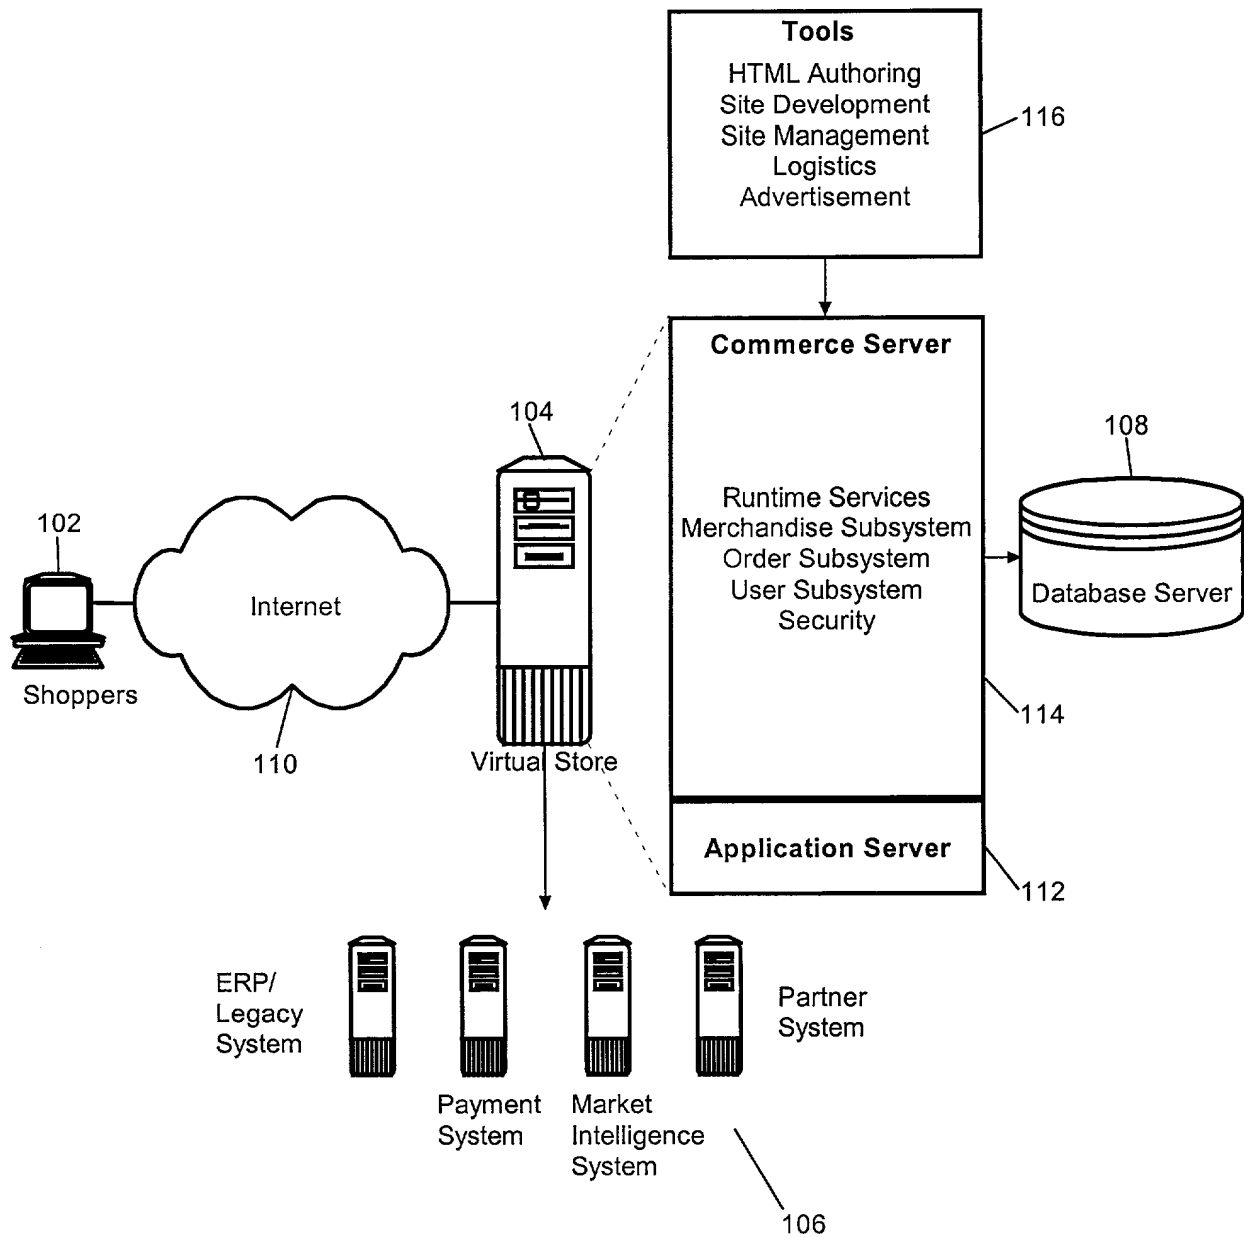 Tools
HTML Authoring
Site Development
Site Management
Logistics
Advertisement
116
Commerce Server
Runtime Services
Merchandise Subsystem
Order Subsystem
User Subsystem
Security
104
108
Database Server
102
Internet
Shoppers
110
Virtual Store
114
Application Server
112
ERP/
Legacy
System
Payment
System
Market
Intelligence
System
Partner
System
106